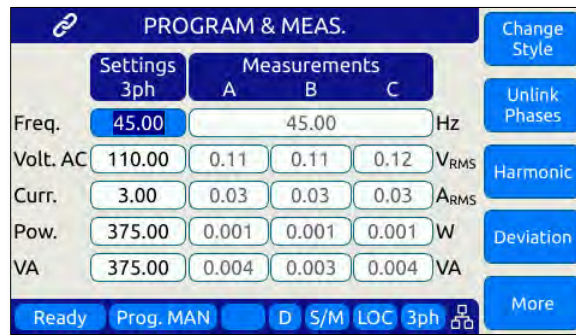 PROGRAM & MEAS.
Change
Style
Settings
3ph
Measurements
A B C
Unlink
Phases
Freq. 45.00 45.00 Hz
Volt. AC 110.00 0.11 0.11 0.12 VRMS
Harmonic
Curr. 3.00 0.03 0.03 0.03 ARMS
Pow. 375.00 0.001 0.001 0.001 W
Deviation
VA 375.00 0.004 0.003 0.004 VA
More
Ready Prog. MAN D S/M LOC 3ph